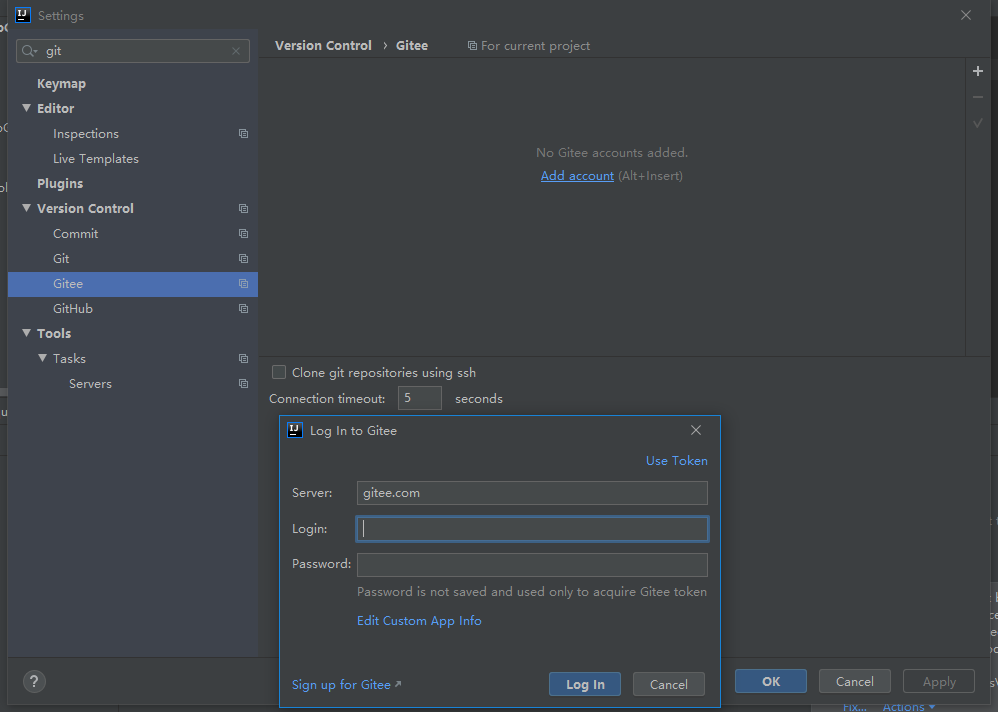 Settings
git
Version Control › Gitee
For current project
Keymap
Editor
Inspections
Live Templates
Plugins
Version Control
Commit
Git
Gitee
GitHub
Tools
Tasks
Servers
No Gitee accounts added.
Add account (Alt+Insert)
Clone git repositories using ssh
Connection timeout: 5 seconds
Log In to Gitee
Use Token
Server: gitee.com
Login:
Password:
Password is not saved and used only to acquire Gitee token
Edit Custom App Info
Sign up for Gitee ↗
Log In
Cancel
?
OK
Cancel
Apply
Fix...
Actions